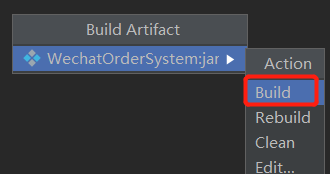 Build Artifact
WechatOrderSystem:jar
Action
Build
Rebuild
Clean
Edit...